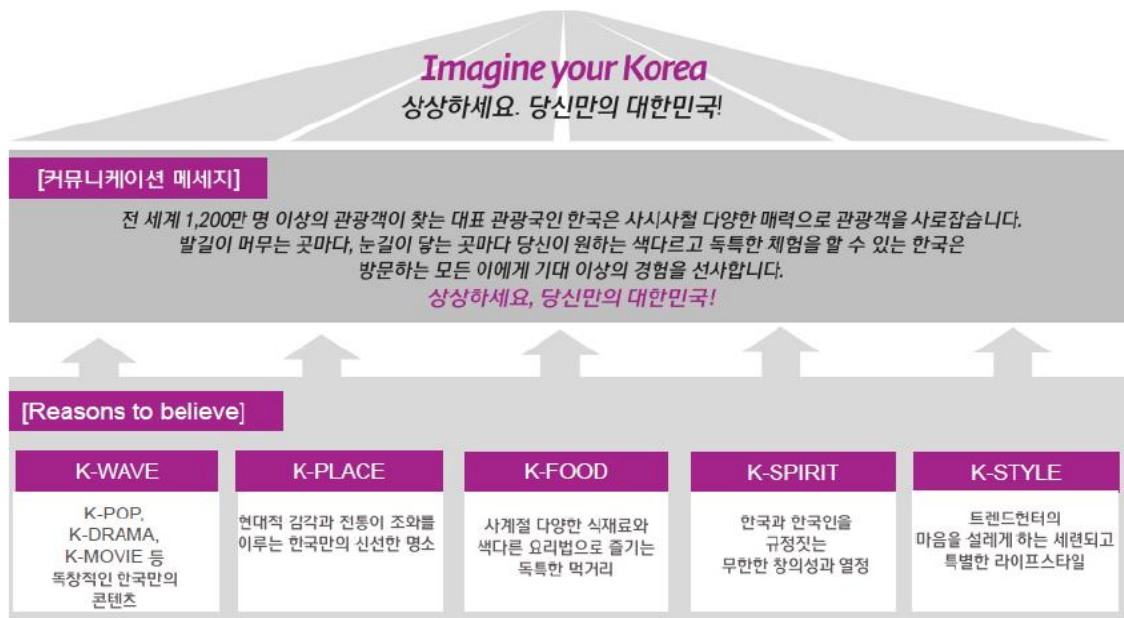 Imagine your Korea
상상하세요. 당신만의 대한민국!
[커뮤니케이션 메세지]
전 세계 1,200만 명 이상의 관광객이 찾는 대표 관광국인 한국은 사시사철 다양한 매력으로 관광객을 사로잡습니다.
발길이 머무는 곳마다, 눈길이 닿는 곳마다 당신이 원하는 색다르고 독특한 체험을 할 수 있는 한국은
방문하는 모든 이에게 기대 이상의 경험을 선사합니다.
상상하세요, 당신만의 대한민국!
[Reasons to believe]
K-WAVE
K-POP,
K-DRAMA,
K-MOVIE 등
독창적인 한국만의
콘텐츠
K-PLACE
현대적 감각과 전통이 조화를
이루는 한국만의 신선한 명소
K-FOOD
사계절 다양한 식재료와
색다른 요리법으로 즐기는
독특한 먹거리
K-SPIRIT
한국과 한국인을
규정짓는
무한한 창의성과 열정
K-STYLE
트렌드헌터의
마음을 설레게 하는 세련되고
특별한 라이프스타일